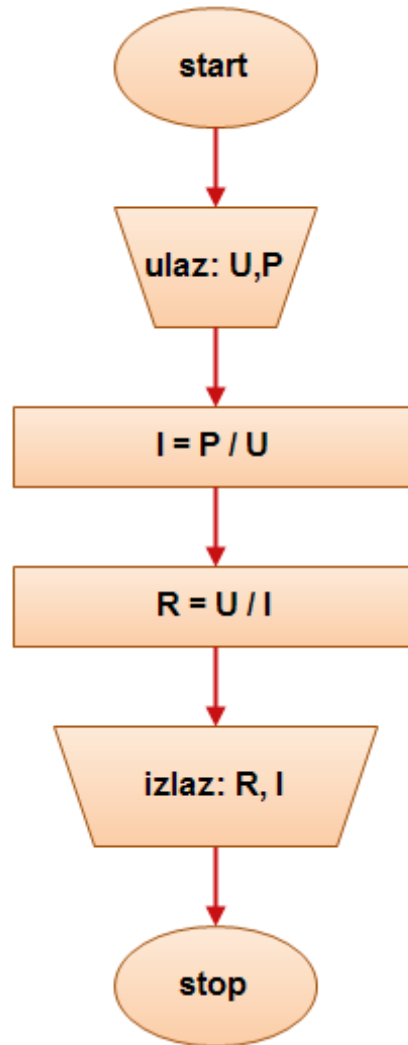 start
ulaz: U,P
I = P / U
R = U / I
izlaz: R, I
stop